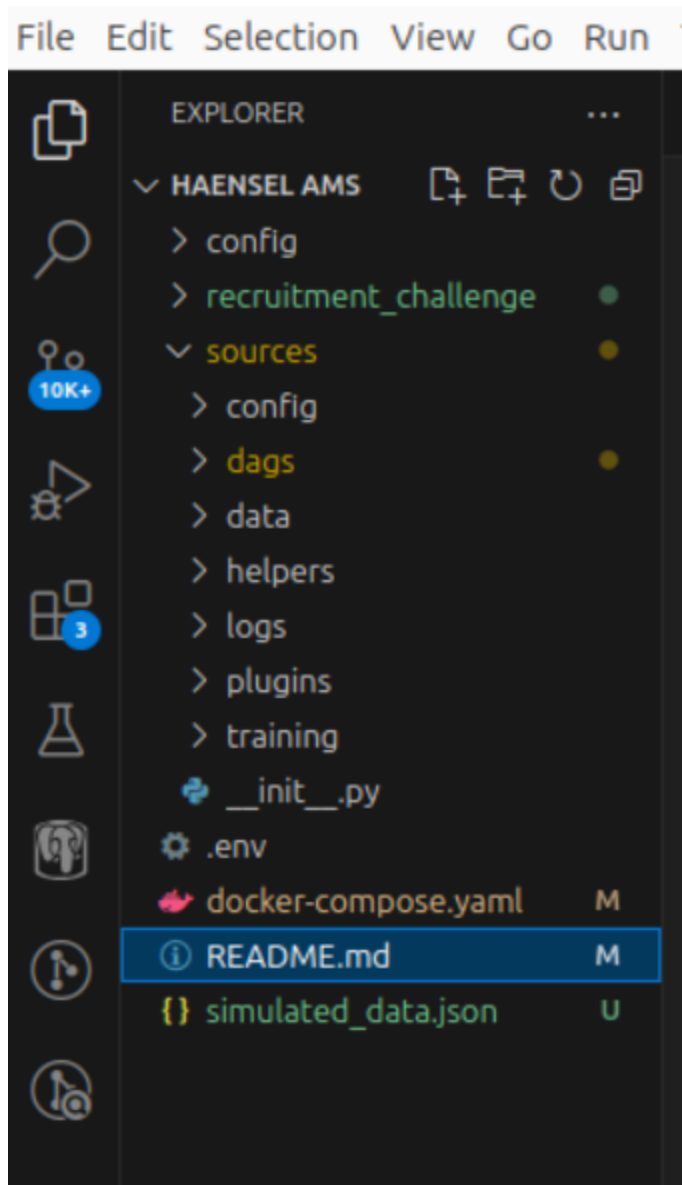 File Edit Selection View Go Run
EXPLORER
HAENSEL AMS
config
recruitment_challenge
sources
10K+
config
dags
data
helpers
3
logs
plugins
training
__init__.py
.env
docker-compose.yaml M
README.md M
simulated_data.json U